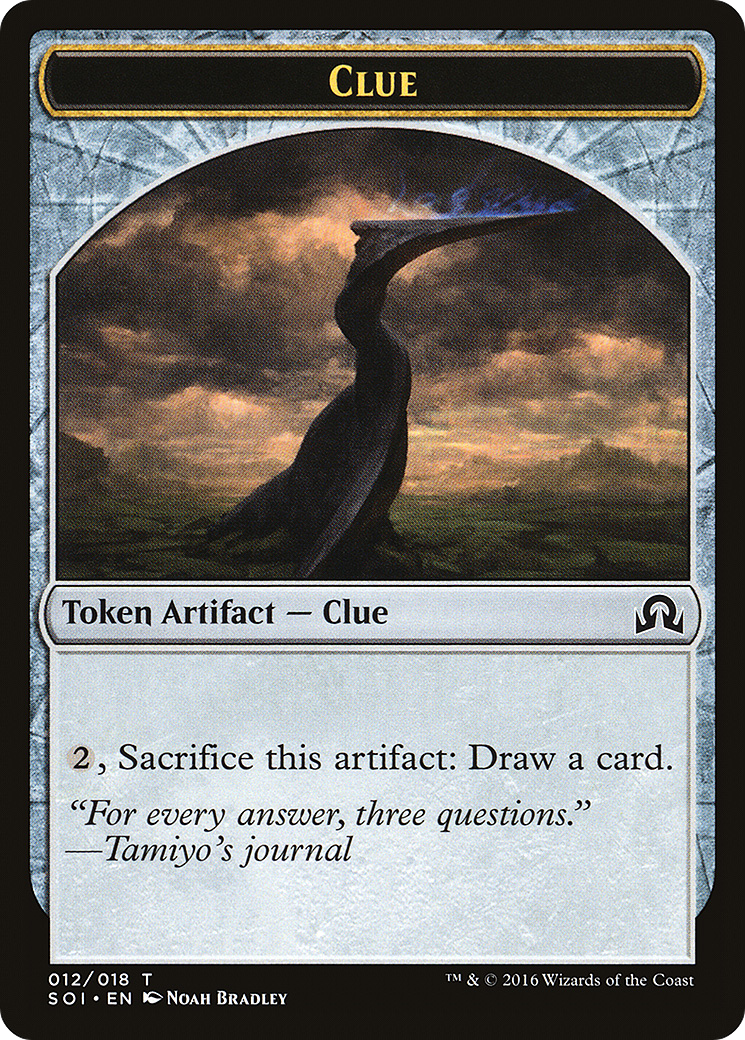 Clue
Token Artifact — Clue
2, Sacrifice this artifact: Draw a card.
“For every answer, three questions.”
—Tamiyo’s journal
012/018 T
™ & © 2016 Wizards of the Coast
SOI • EN Noah Bradley